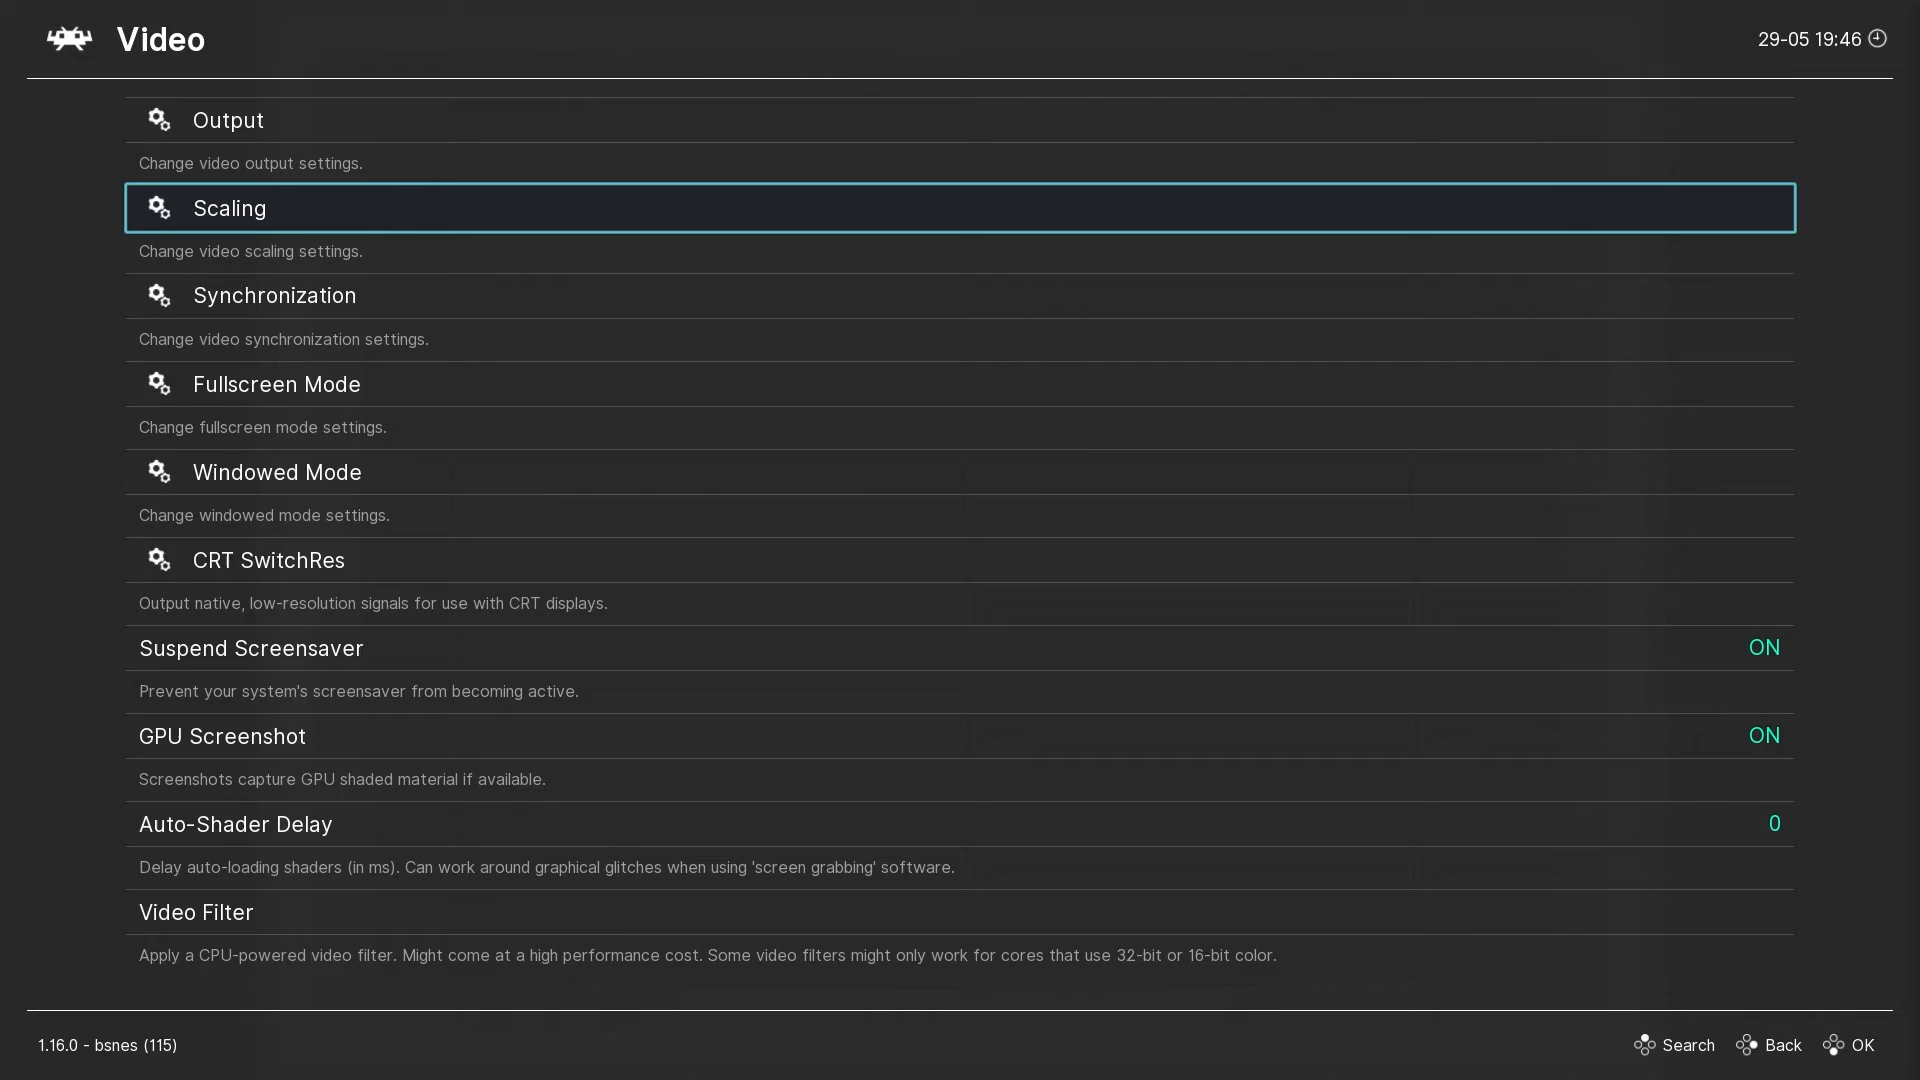 Video
29-05 19:46
Output
Change video output settings.
Scaling
Change video scaling settings.
Synchronization
Change video synchronization settings.
Fullscreen Mode
Change fullscreen mode settings.
Windowed Mode
Change windowed mode settings.
CRT SwitchRes
Output native, low-resolution signals for use with CRT displays.
Suspend Screensaver ON
Prevent your system's screensaver from becoming active.
GPU Screenshot ON
Screenshots capture GPU shaded material if available.
Auto-Shader Delay 0
Delay auto-loading shaders (in ms). Can work around graphical glitches when using 'screen grabbing' software.
Video Filter
Apply a CPU-powered video filter. Might come at a high performance cost. Some video filters might only work for cores that use 32-bit or 16-bit color.
1.16.0 - bsnes (115)
Search Back OK